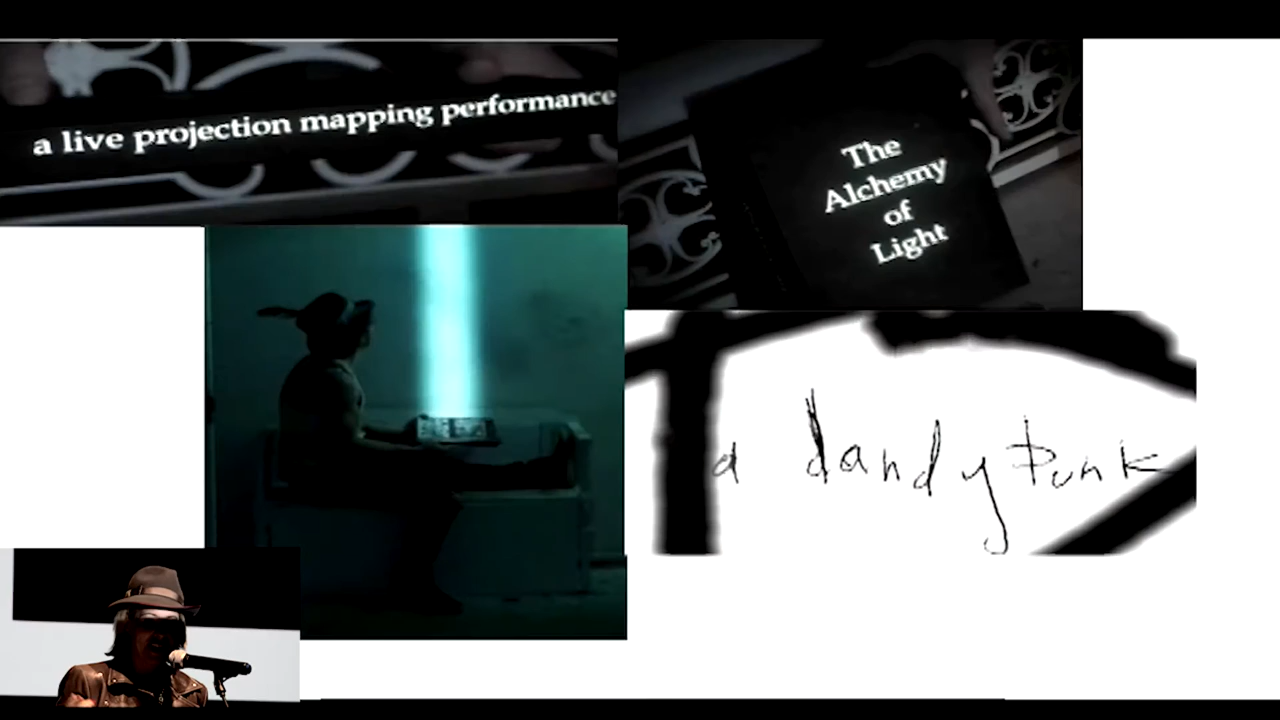 a live projection mapping performance
The
Alchemy
of
Light
a dandyPunk